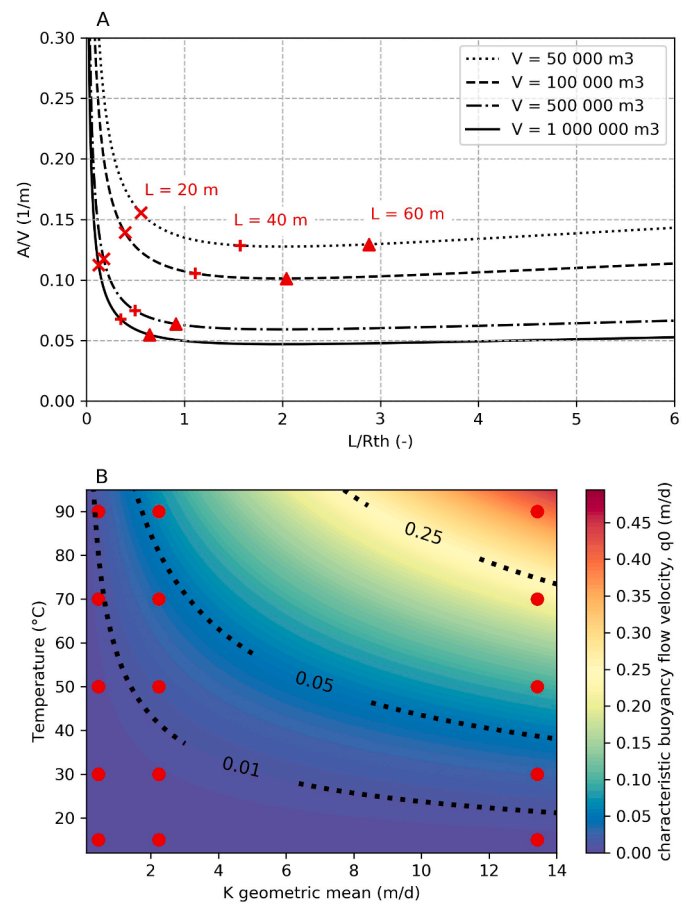 A
0.30
0.25
0.20
0.15
0.10
0.05
0.00
A/V (1/m)
V = 50 000 m3
V = 100 000 m3
V = 500 000 m3
V = 1 000 000 m3
L = 20 m
L = 40 m
L = 60 m
0 1 2 3 4 5 6
L/Rth (-)
B
90
80
70
60
50
40
30
20
Temperature (°C)
0.25
0.05
0.01
2 4 6 8 10 12 14
K geometric mean (m/d)
0.45
0.40
0.35
0.30
0.25
0.20
0.15
0.10
0.05
0.00
characteristic buoyancy flow velocity, q0 (m/d)